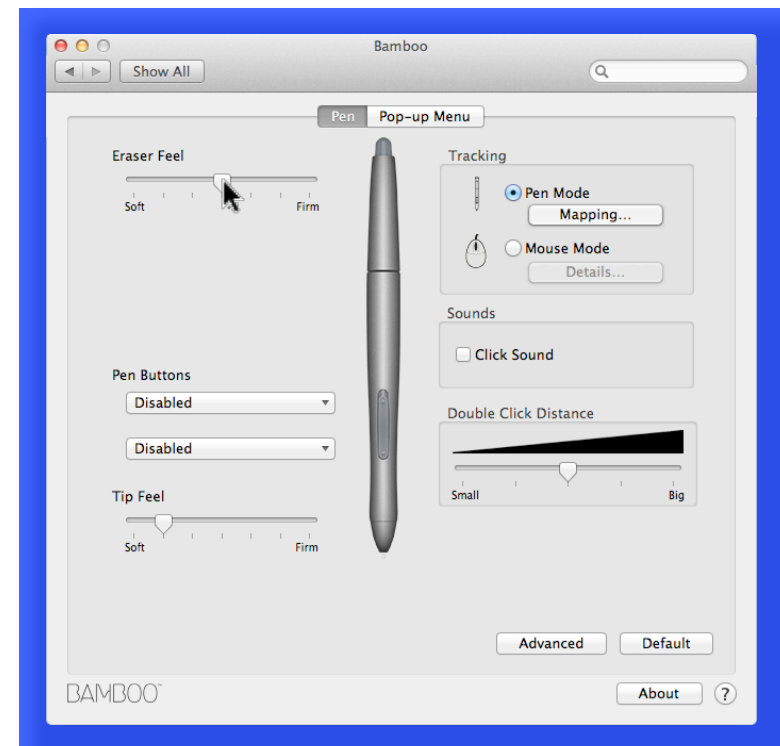 Bamboo
Show All
Pen Pop-up Menu
Eraser Feel
Soft Firm
Pen Buttons
Disabled
Disabled
Tip Feel
Soft Firm
Tracking
Pen Mode
Mapping...
Mouse Mode
Details...
Sounds
Click Sound
Double Click Distance
Small Big
Advanced Default
BAMBOO™ About ?